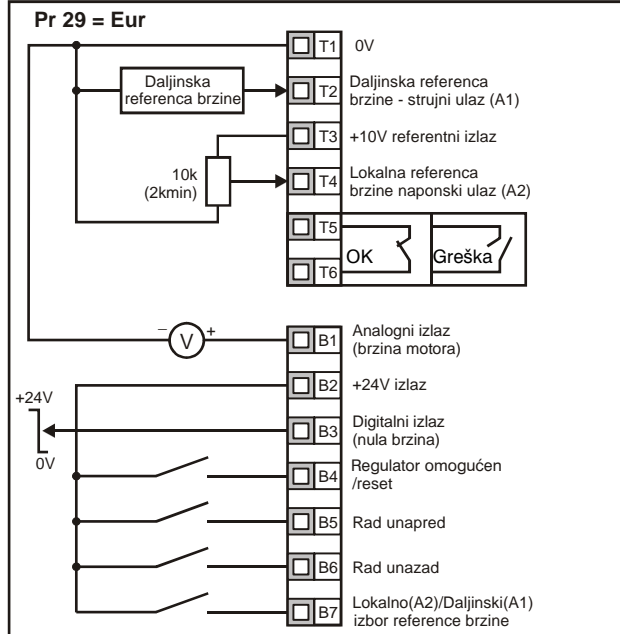 Pr 29 = Eur
T1 0V
Daljinska
referenca brzine
T2 Daljinska referenca
brzine - strujni ulaz (A1)
T3 +10V referentni izlaz
10k
(2kmin)
T4 Lokalna referenca
brzine naponski ulaz (A2)
T5
OK Greška
T6
− V +
B1 Analogni izlaz
(brzina motora)
B2 +24V izlaz
+24V
0V
B3 Digitalni izlaz
(nula brzina)
B4 Regulator omogućen
/reset
B5 Rad unapred
B6 Rad unazad
B7 Lokalno(A2)/Daljinski(A1)
izbor reference brzine